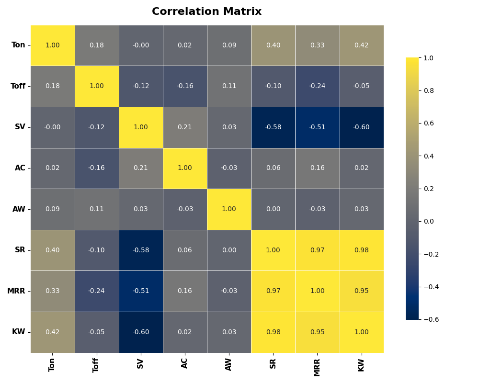 Correlation Matrix
Ton 1.00 0.18 -0.00 0.02 0.09 0.40 0.33 0.42
Toff 0.18 1.00 -0.12 -0.16 0.11 -0.10 -0.24 -0.05
SV -0.00 -0.12 1.00 0.21 0.03 -0.58 -0.51 -0.60
AC 0.02 -0.16 0.21 1.00 -0.03 0.06 0.16 0.02
AW 0.09 0.11 0.03 -0.03 1.00 0.00 -0.03 0.03
SR 0.40 -0.10 -0.58 0.06 0.00 1.00 0.97 0.98
MRR 0.33 -0.24 -0.51 0.16 -0.03 0.97 1.00 0.95
KW 0.42 -0.05 -0.60 0.02 0.03 0.98 0.95 1.00
Ton Toff SV AC AW SR MRR KW
1.0
0.8
0.6
0.4
0.2
0.0
−0.2
−0.4
−0.6